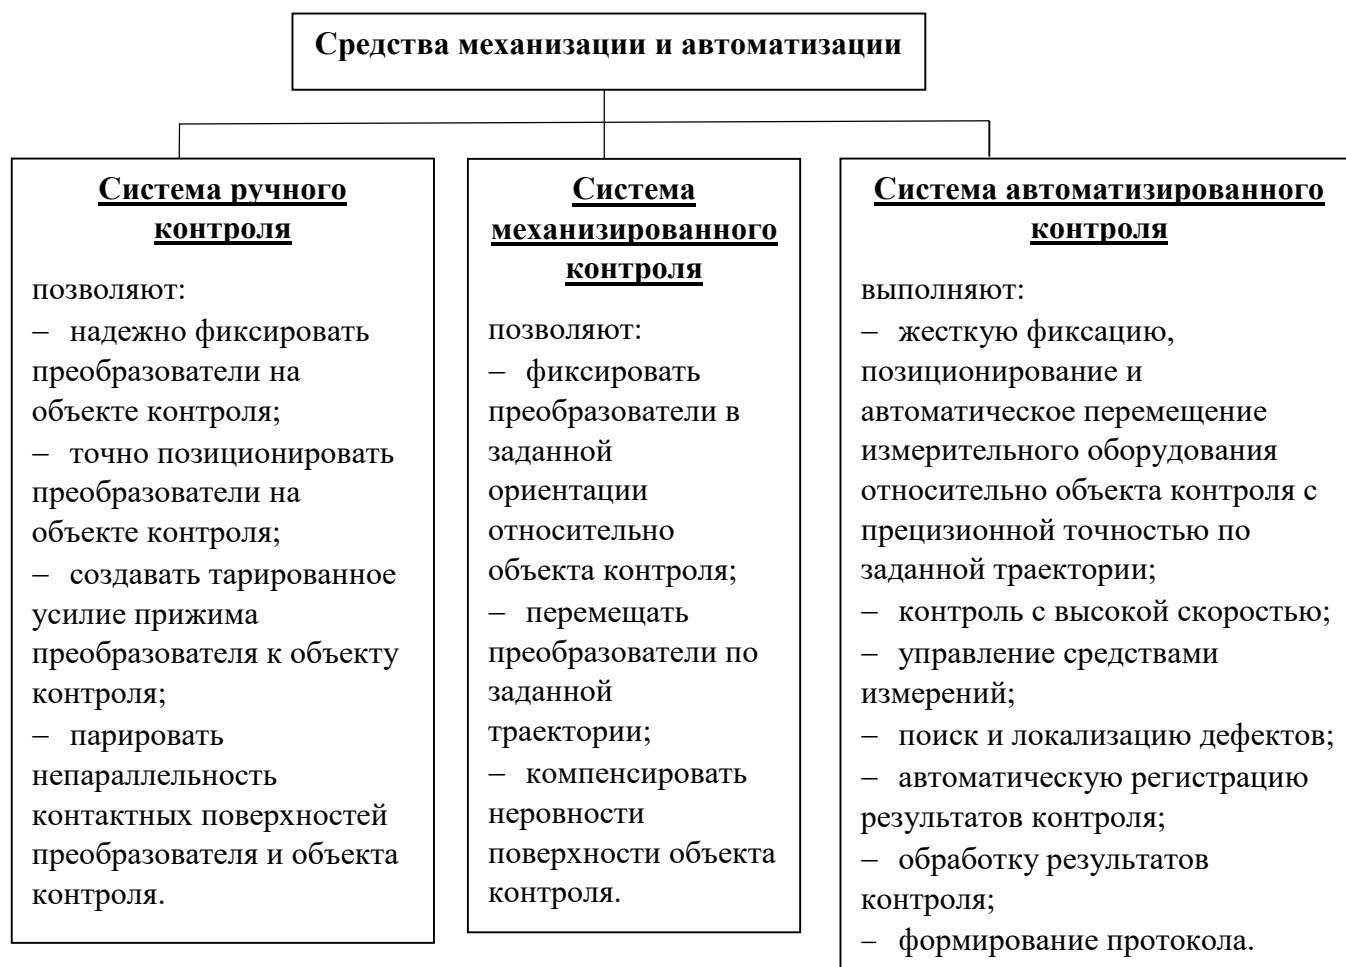 Средства механизации и автоматизации
Система ручного
контроля
позволяют:
– надежно фиксировать
преобразователи на
объекте контроля;
– точно позиционировать
преобразователи на
объекте контроля;
– создавать тарированное
усилие прижима
преобразователя к объекту
контроля;
– парировать
непараллельность
контактных поверхностей
преобразователя и объекта
контроля.
Система
механизированного
контроля
позволяют:
– фиксировать
преобразователи в
заданной
ориентации
относительно
объекта контроля;
– перемещать
преобразователи по
заданной
траектории;
– компенсировать
неровности
поверхности объекта
контроля.
Система автоматизированного
контроля
выполняют:
– жесткую фиксацию,
позиционирование и
автоматическое перемещение
измерительного оборудования
относительно объекта контроля с
прецизионной точностью по
заданной траектории;
– контроль с высокой скоростью;
– управление средствами
измерений;
– поиск и локализацию дефектов;
– автоматическую регистрацию
результатов контроля;
– обработку результатов
контроля;
– формирование протокола.